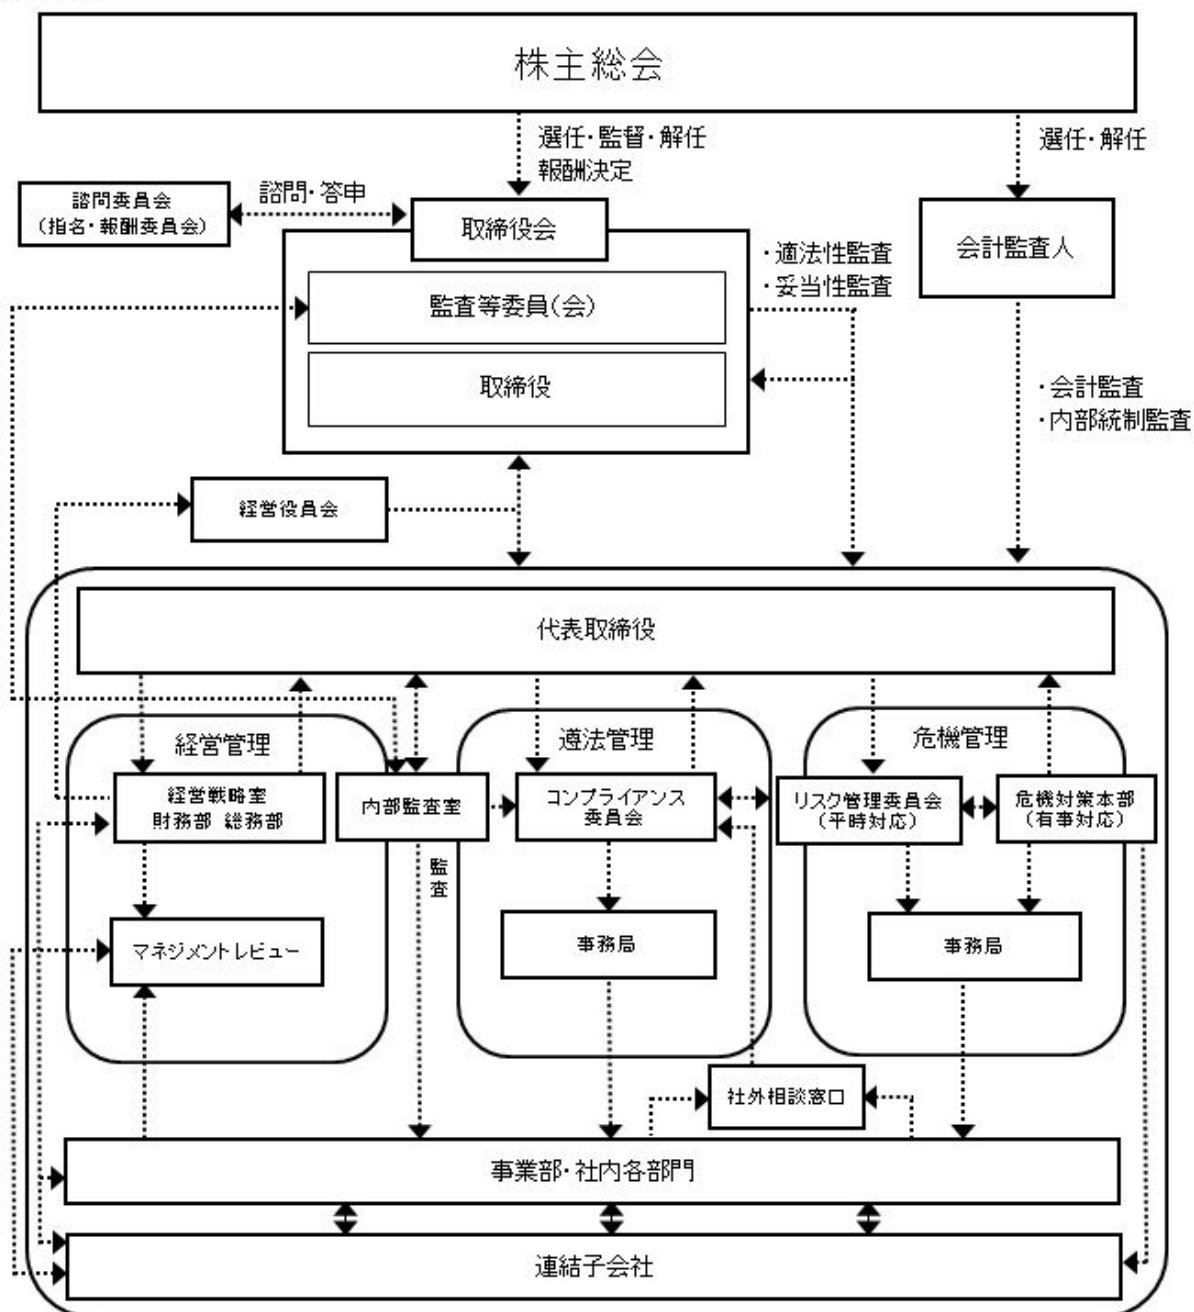 株主総会
選任・監督・解任
報酬決定
選任・解任
諮問委員会
（指名・報酬委員会）
諮問・答申
取締役会
会計監査人
・適法性監査
・妥当性監査
監査等委員（会）
取締役
・会計監査
・内部統制監査
経営役員会
代表取締役
経営管理
遵法管理
危機管理
経営戦略室
財務部 総務部
内部監査室
コンプライアンス
委員会
リスク管理委員会
（平時対応）
危機対策本部
（有事対応）
監査
マネジメントレビュー
事務局
事務局
社外相談窓口
事業部・社内各部門
連結子会社